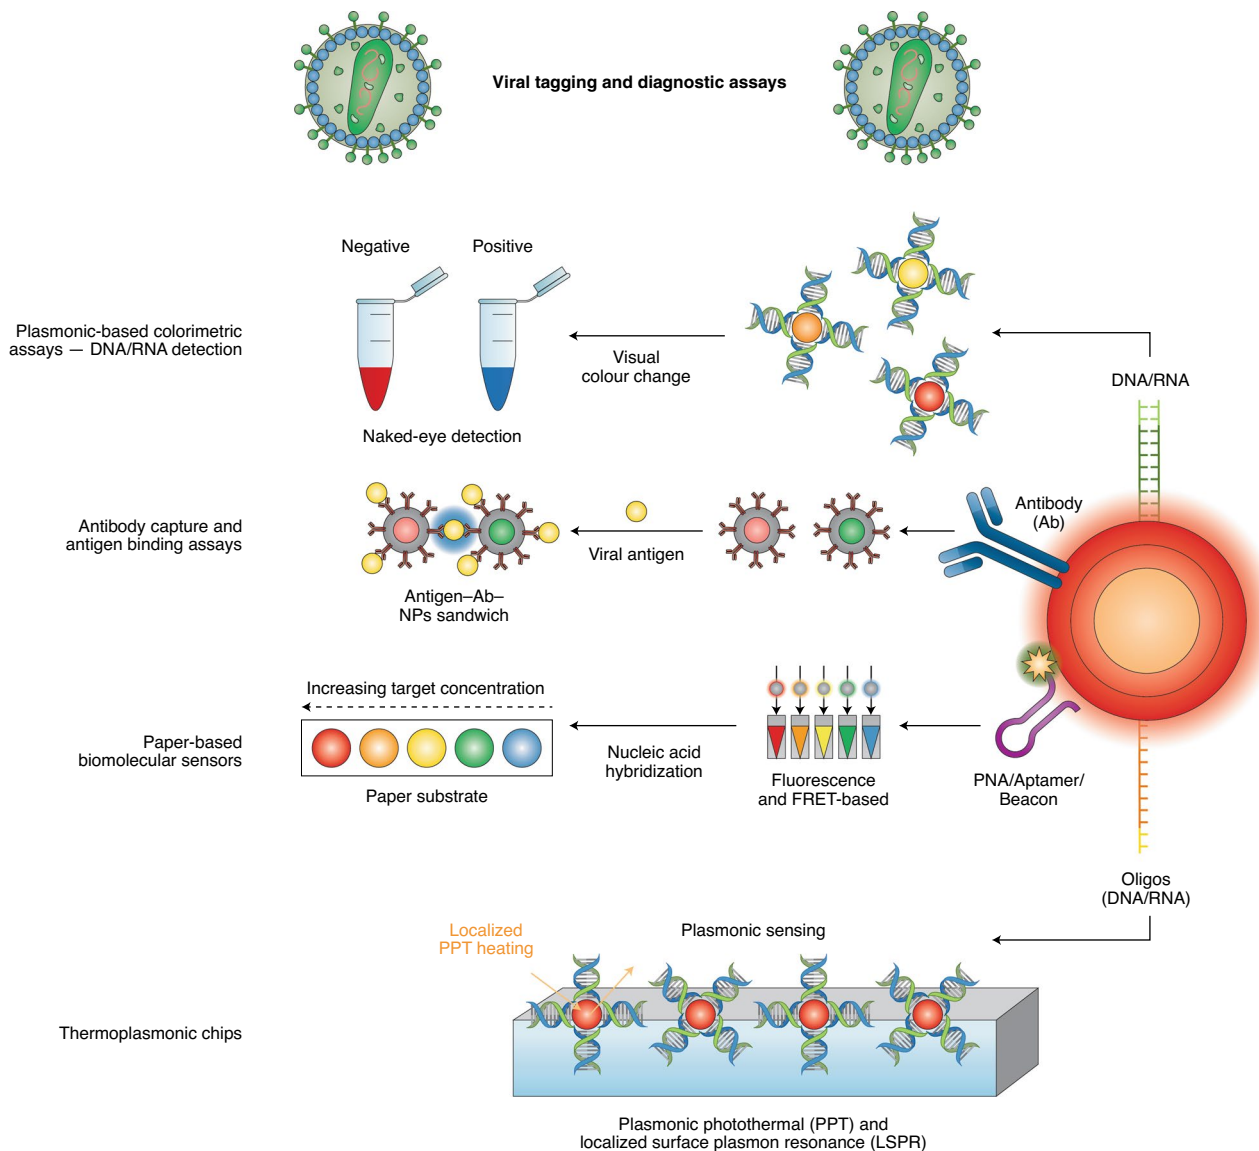 Viral tagging and diagnostic assays
Negative
Positive
Plasmonic-based colorimetric
assays — DNA/RNA detection
Visual
colour change
DNA/RNA
Naked-eye detection
Antibody
(Ab)
Antibody capture and
antigen binding assays
Viral antigen
Antigen–Ab–
NPs sandwich
Increasing target concentration
Paper-based
biomolecular sensors
Nucleic acid
hybridization
Paper substrate
Fluorescence
and FRET-based
PNA/Aptamer/
Beacon
Oligos
(DNA/RNA)
Localized
PPT heating
Plasmonic sensing
Thermoplasmonic chips
Plasmonic photothermal (PPT) and
localized surface plasmon resonance (LSPR)